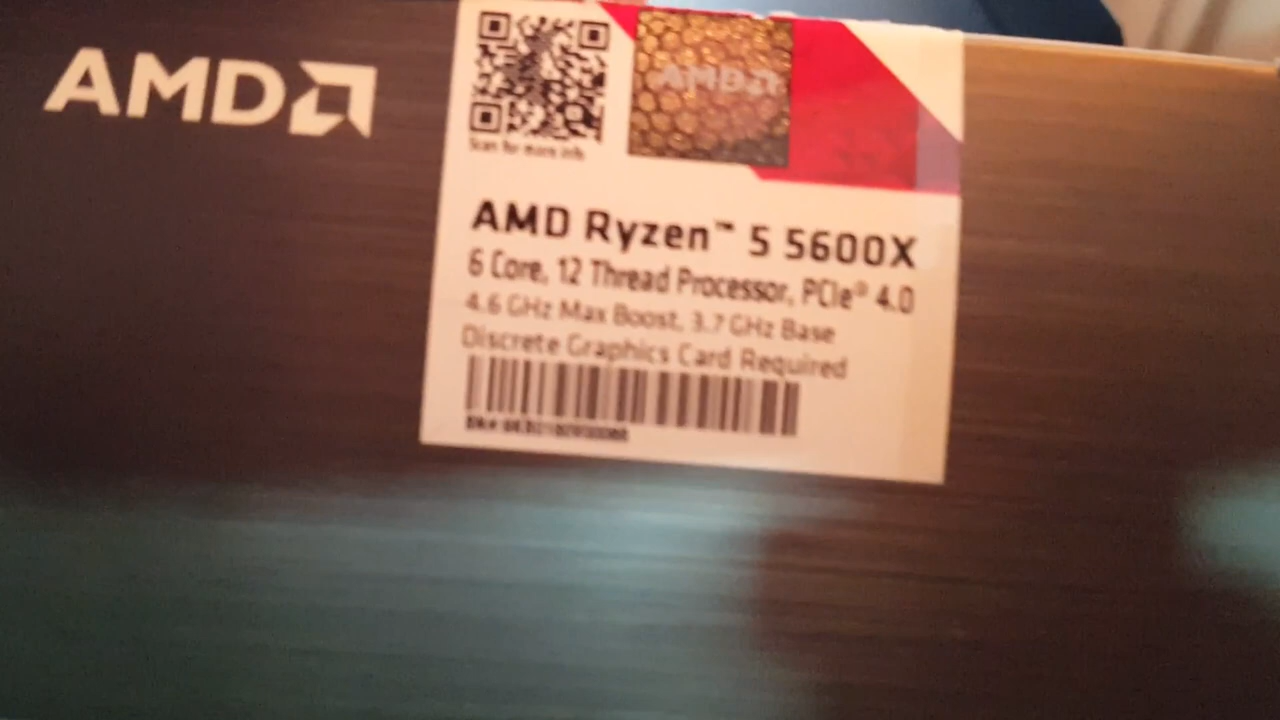 AMD
Scan for more info
AMD
AMD Ryzen™ 5 5600X
6 Core, 12 Thread Processor, PCIe® 4.0
4.6 GHz Max Boost, 3.7 GHz Base
Discrete Graphics Card Required